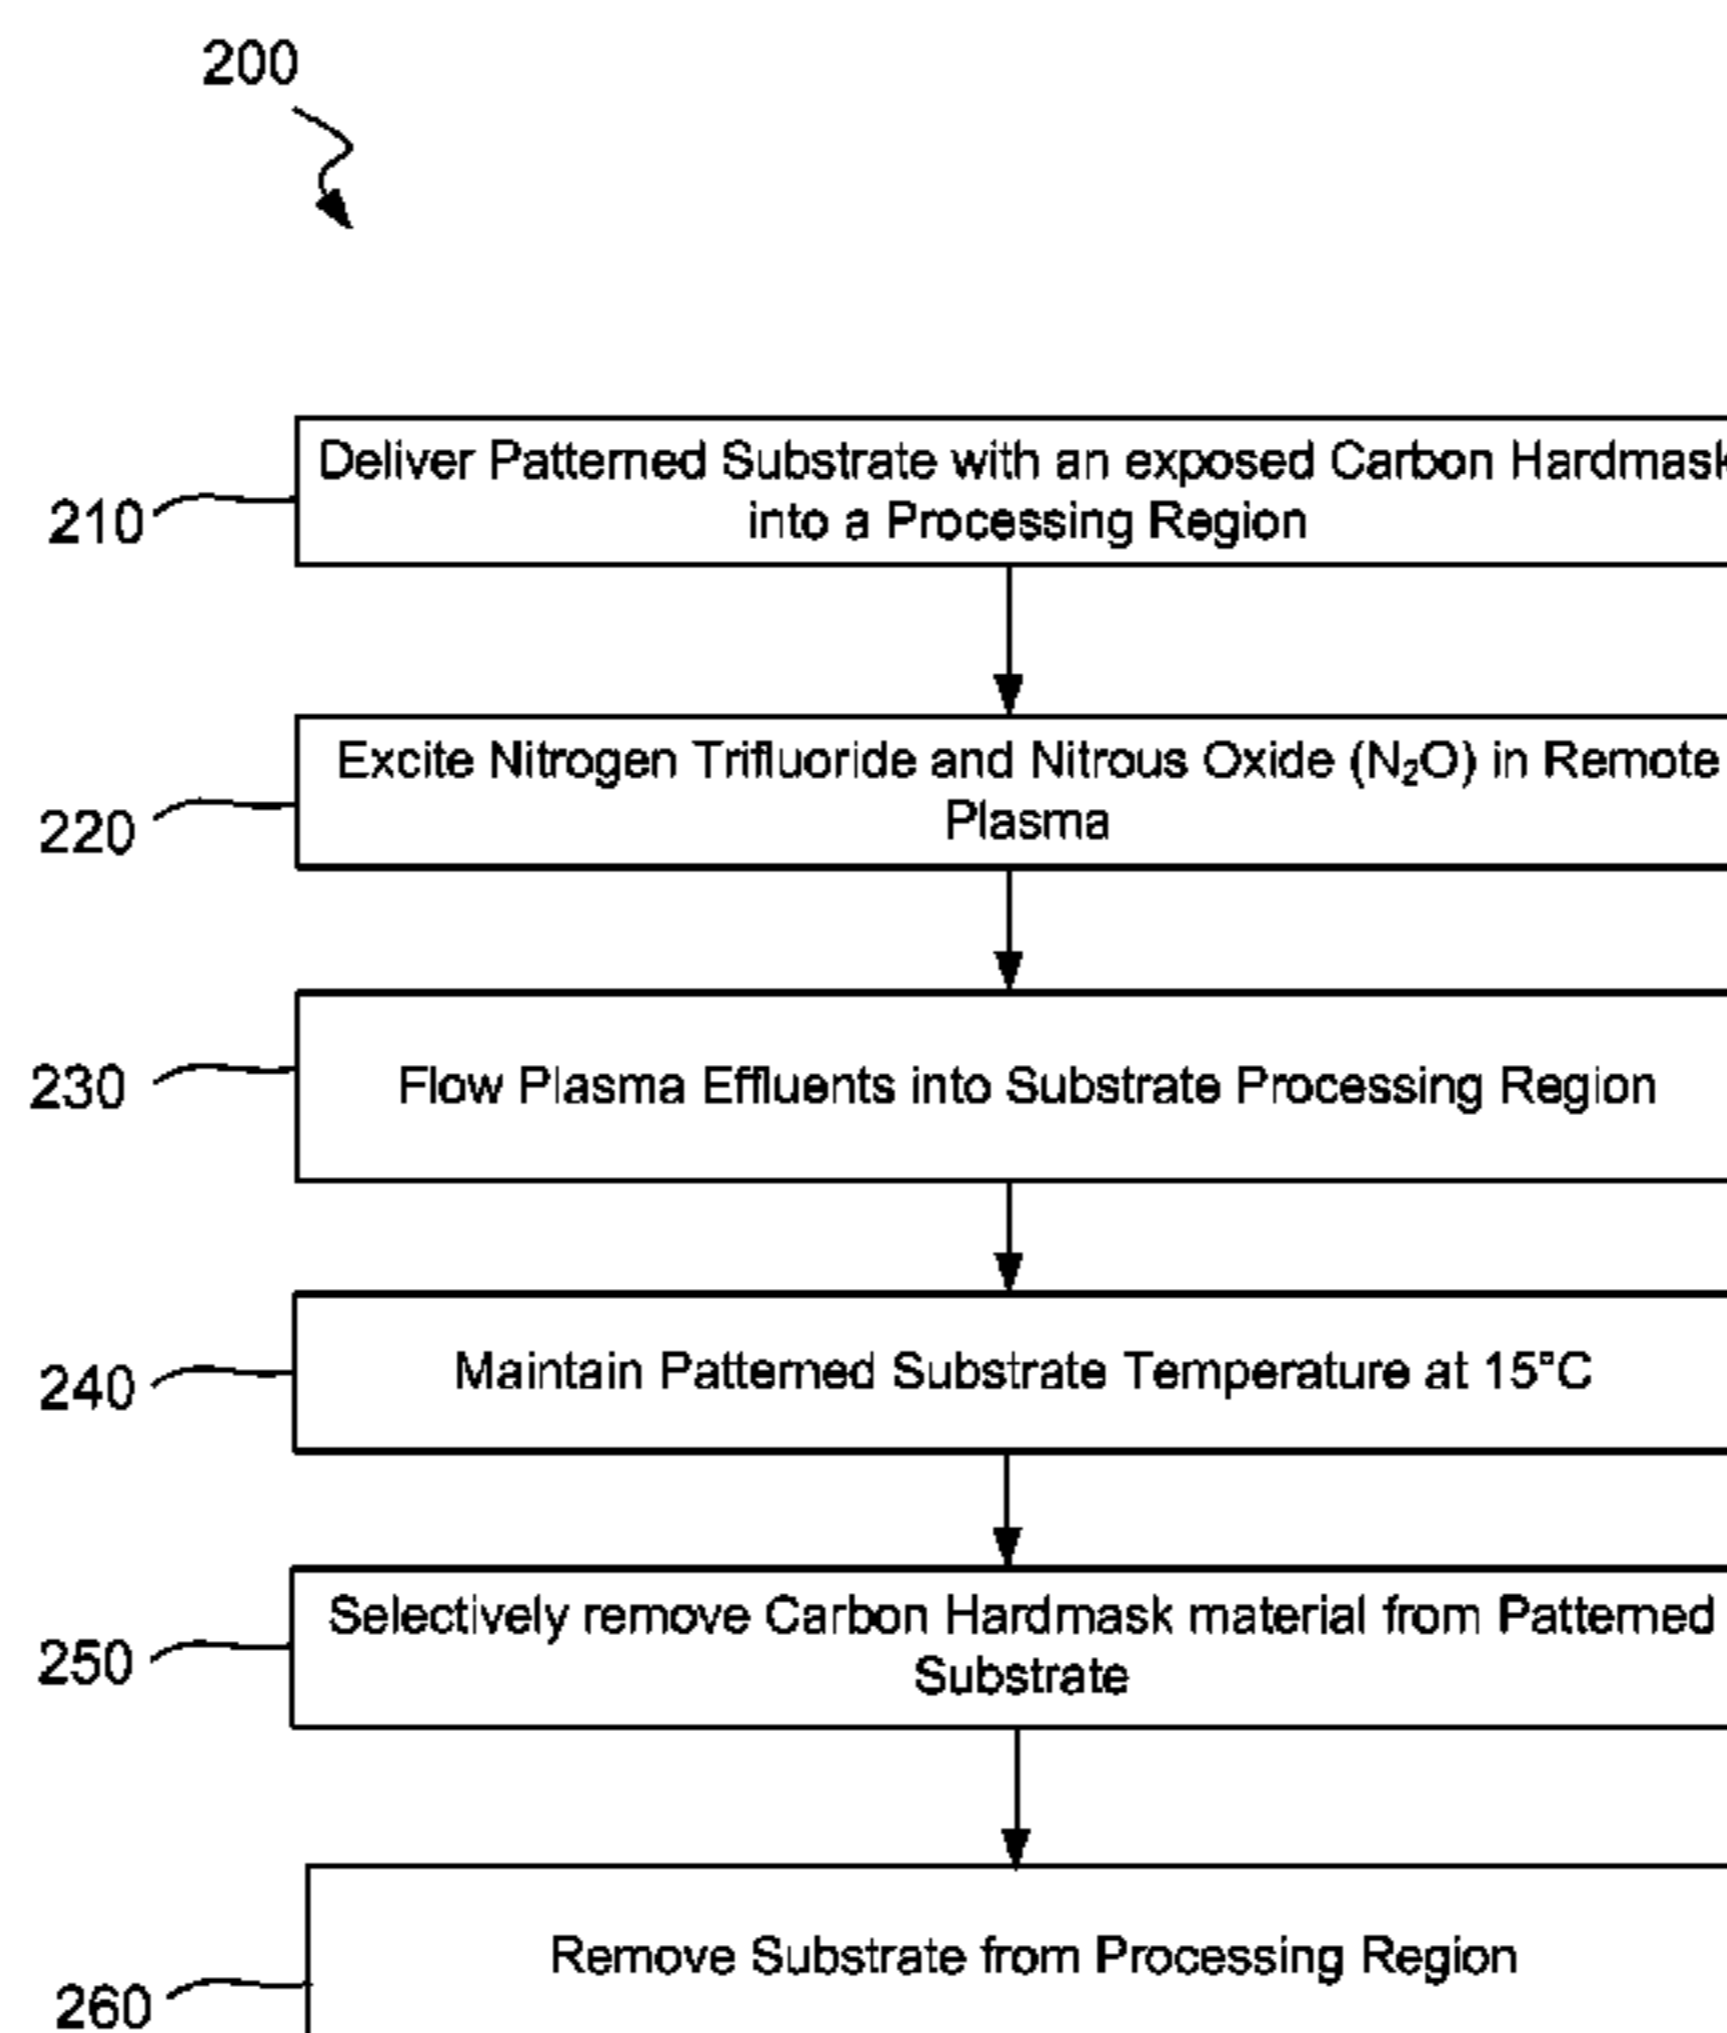 200
210
Deliver Patterned Substrate with an exposed Carbon Hardmask
into a Processing Region
220
Excite Nitrogen Trifluoride and Nitrous Oxide (N₂O) in Remote
Plasma
230
Flow Plasma Effluents into Substrate Processing Region
240
Maintain Patterned Substrate Temperature at 15°C
250
Selectively remove Carbon Hardmask material from Patterned
Substrate
260
Remove Substrate from Processing Region